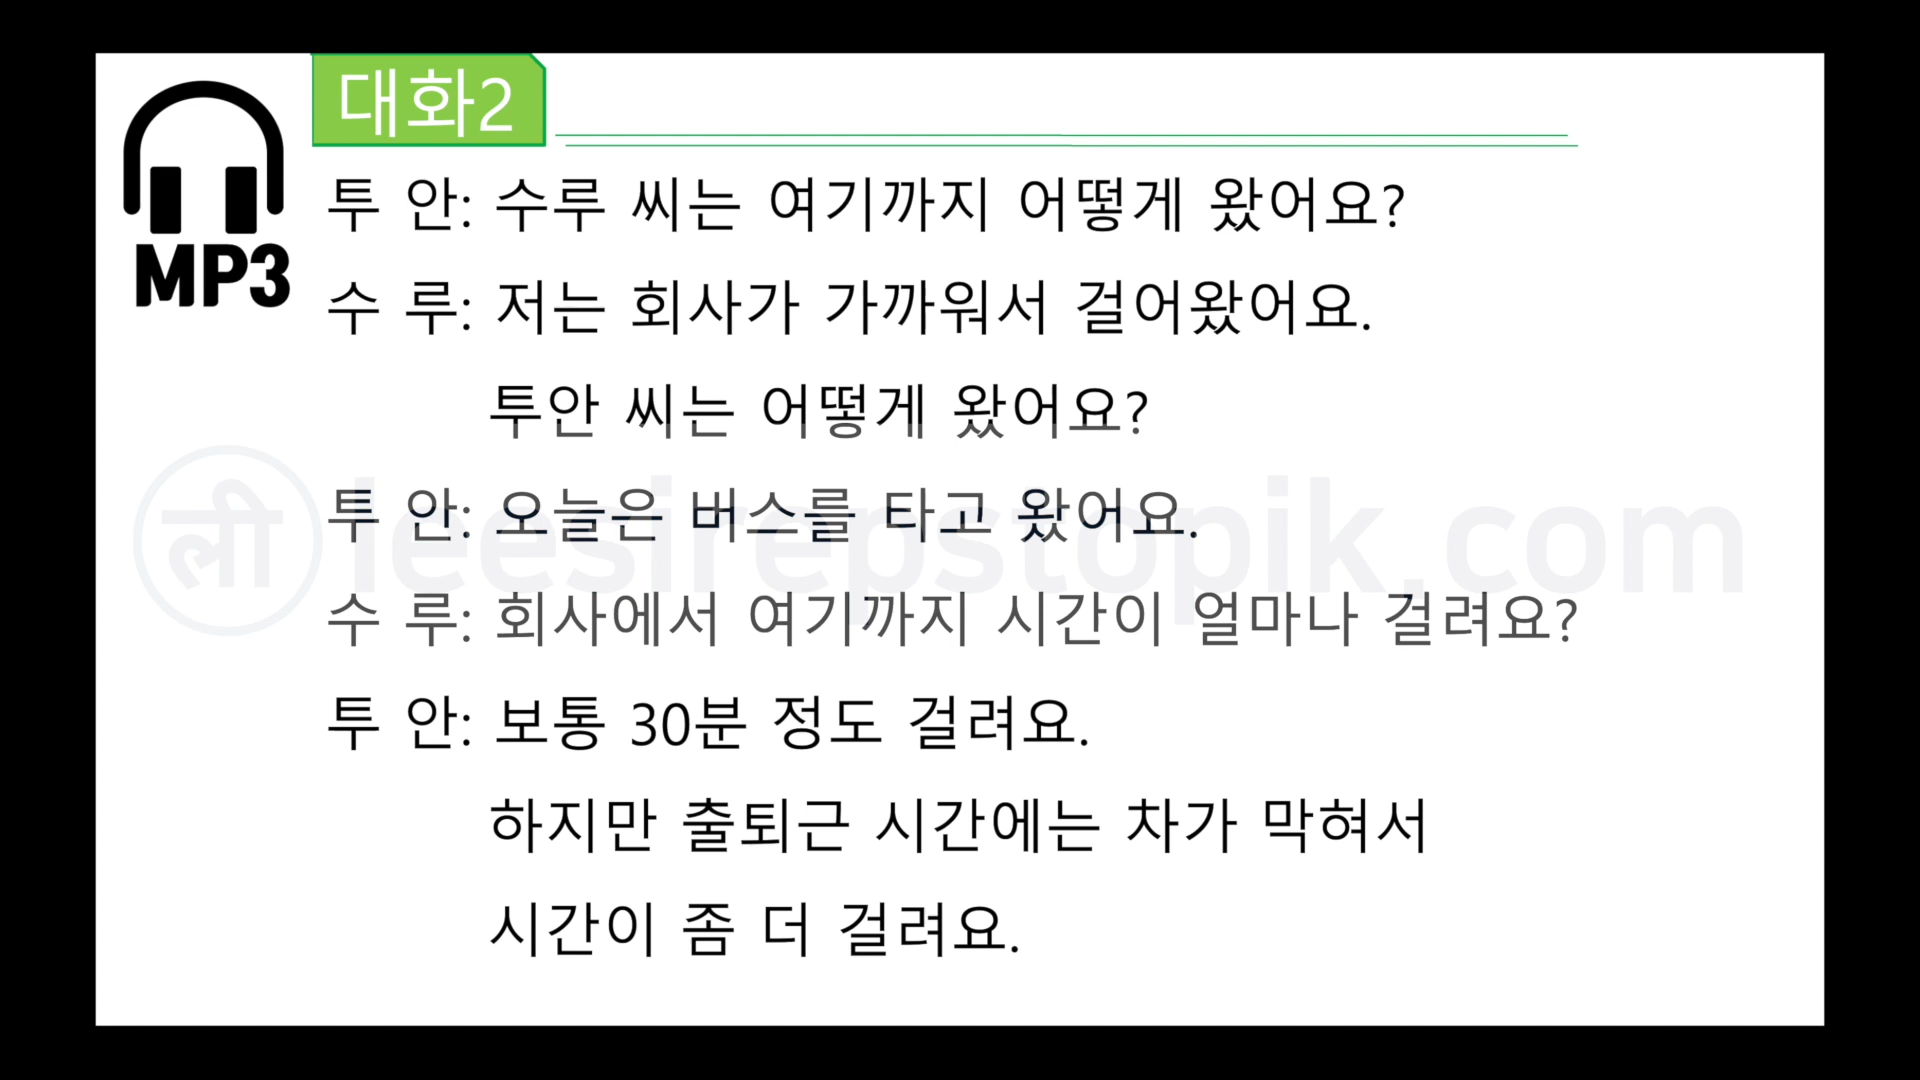 대화2
MP3
투 안: 수루 씨는 여기까지 어떻게 왔어요?
수 루: 저는 회사가 가까워서 걸어왔어요.
투안 씨는 어떻게 왔어요?
투 안: 오늘은 버스를 타고 왔어요.
ली leesirepstopik.com
수 루: 회사에서 여기까지 시간이 얼마나 걸려요?
투 안: 보통 30분 정도 걸려요.
하지만 출퇴근 시간에는 차가 막혀서
시간이 좀 더 걸려요.